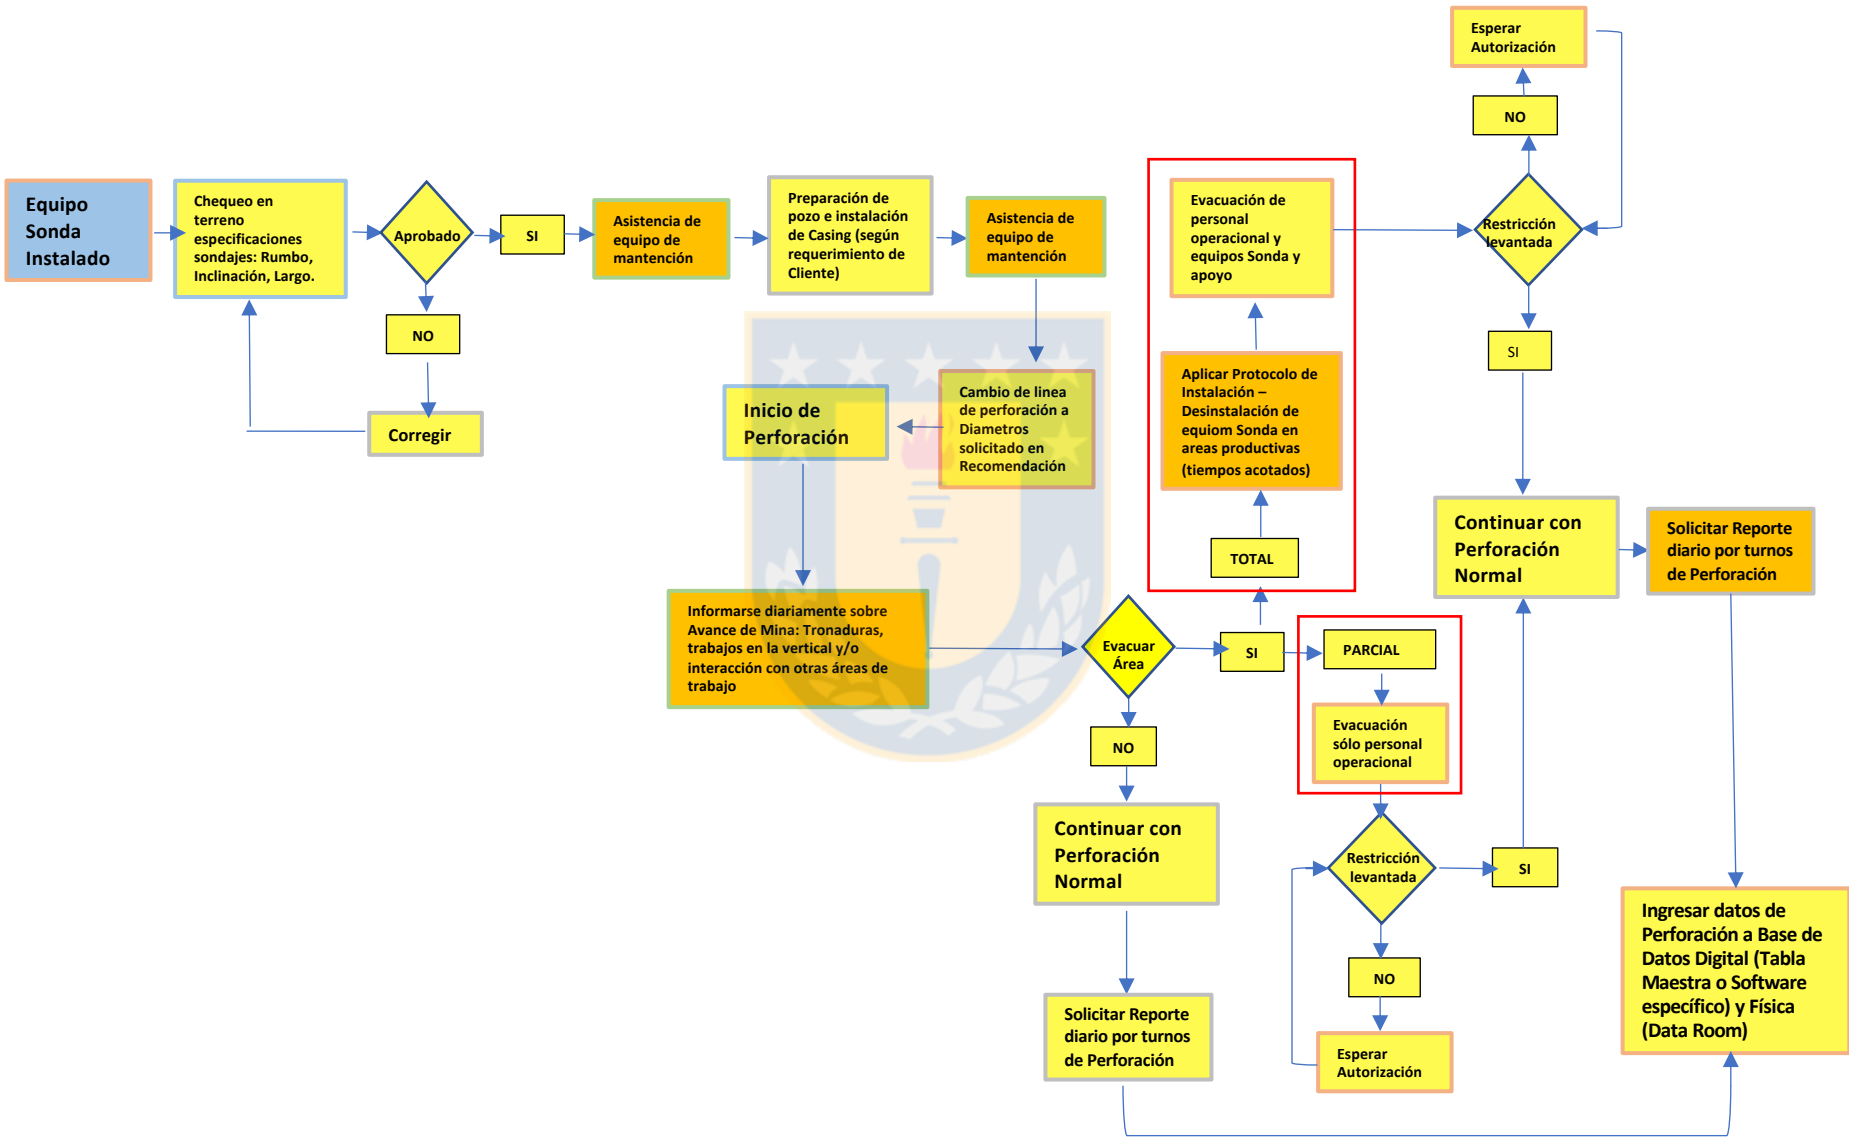 Equipo
Sonda
Instalado
Chequeo en
terreno
especificaciones
sondajes: Rumbo,
Inclinación, Largo.
Aprobado
SI
NO
Corregir
Asistencia de
equipo de
mantención
Preparación de
pozo e instalación
de Casing (según
requerimiento de
Cliente)
Asistencia de
equipo de
mantención
Cambio de linea
de perforación a
Diametros
solicitado en
Recomendación
Inicio de
Perforación
Informarse diariamente sobre
Avance de Mina: Tronaduras,
trabajos en la vertical y/o
interacción con otras áreas de
trabajo
Evacuar
Área
SI
TOTAL
Aplicar Protocolo de
Instalación –
Desinstalación de
equiom Sonda en
areas productivas
(tiempos acotados)
Evacuación de
personal
operacional y
equipos Sonda y
apoyo
Restricción
levantada
NO
Esperar
Autorización
SI
Continuar con
Perforación
Normal
Solicitar Reporte
diario por turnos
de Perforación
PARCIAL
Evacuación
sólo personal
operacional
Restricción
levantada
SI
NO
Esperar
Autorización
NO
Continuar con
Perforación
Normal
Solicitar Reporte
diario por turnos
de Perforación
Ingresar datos de
Perforación a Base de
Datos Digital (Tabla
Maestra o Software
específico) y Física
(Data Room)